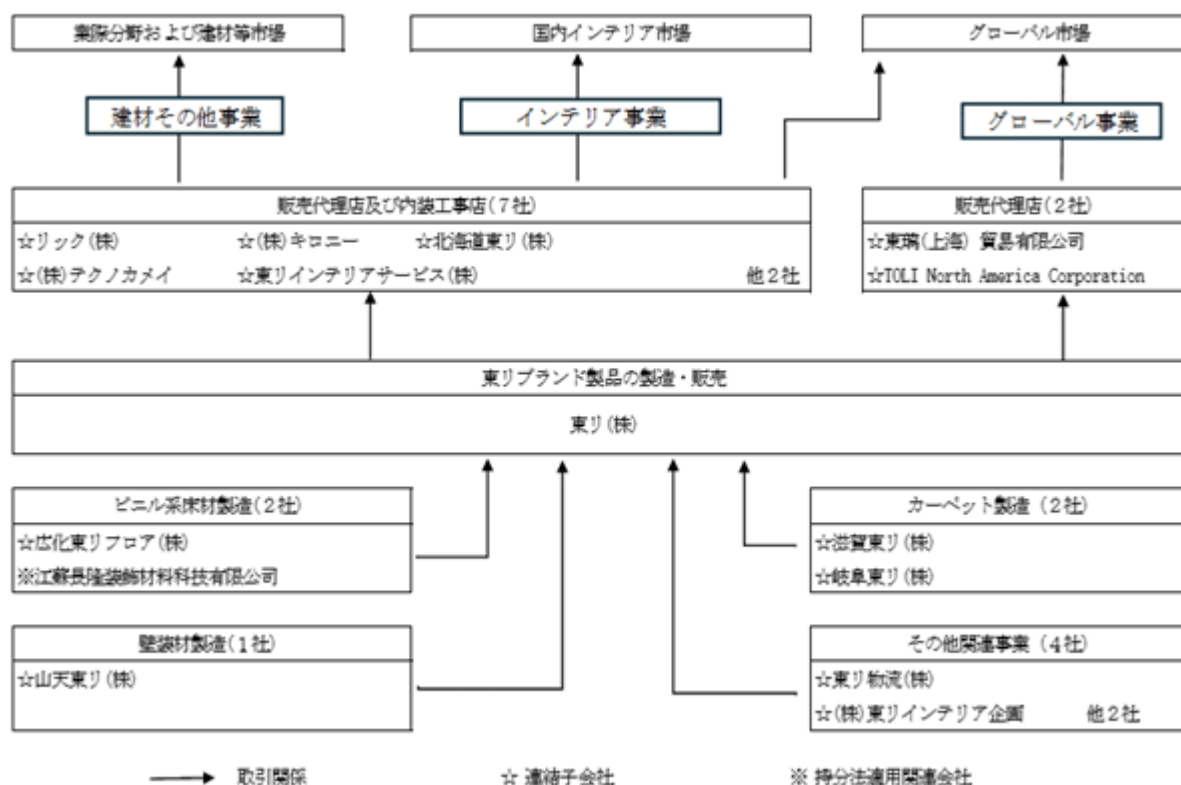 業際分野および建材等市場
国内インテリア市場
グローバル市場
建材その他事業
インテリア事業
グローバル事業
販売代理店及び内装工事店(7社)
☆リック(株) ☆(株)キロニー ☆北海道東リ(株)
☆(株)テクノカメイ ☆東リインテリアサービス(株) 他2社
販売代理店(2社)
☆東璃(上海) 貿易有限公司
☆TOLI North America Corporation
東リブランド製品の製造・販売
東リ(株)
ビニル系床材製造(2社)
☆広化東リフロア(株)
※江蘇長隆装飾材料科技有限公司
カーペット製造 (2社)
☆滋賀東リ(株)
☆岐阜東リ(株)
壁装材製造(1社)
☆山天東リ(株)
その他関連事業 (4社)
☆東リ物流(株)
☆(株)東リインテリア企画 他2社
取引関係 ☆ 連結子会社 ※ 持分法適用関連会社